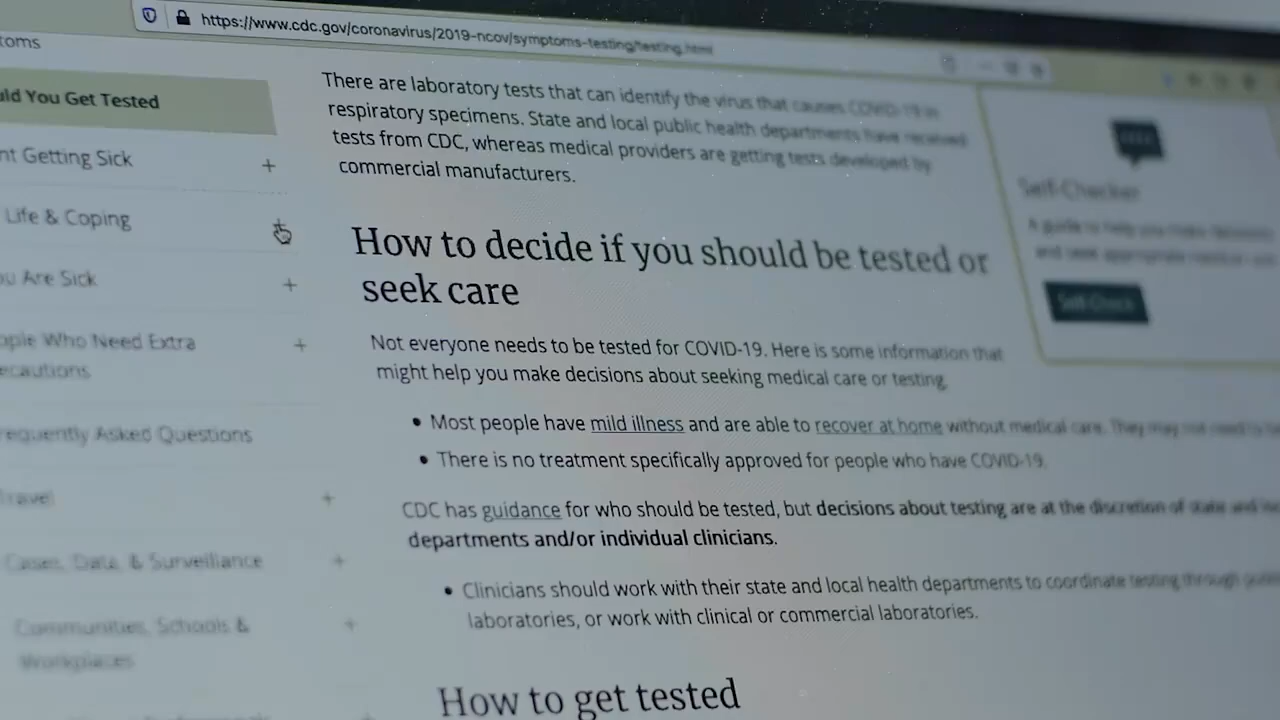 https://www.cdc.gov/coronavirus/2019-ncov/symptoms-testing/testing.html
toms
uld You Get Tested
nt Getting Sick +
Life & Coping
ou Are Sick +
ople Who Need Extra +
ecautions
requently Asked Questions
Travel +
Cases, Data, & Surveillance +
Communities, Schools & +
Workplaces
There are laboratory tests that can identify the virus that causes COVID-19 in
respiratory specimens. State and local public health departments have received
tests from CDC, whereas medical providers are getting tests developed by
commercial manufacturers.
How to decide if you should be tested or
seek care
Not everyone needs to be tested for COVID-19. Here is some information that
might help you make decisions about seeking medical care or testing.
• Most people have mild illness and are able to recover at home without medical care. They may not need to be
• There is no treatment specifically approved for people who have COVID-19.
CDC has guidance for who should be tested, but decisions about testing are at the discretion of state and
departments and/or individual clinicians.
• Clinicians should work with their state and local health departments to coordinate testing through
laboratories, or work with clinical or commercial laboratories.
How to get tested
Self-Checker
A guide to help you make decisions
and seek appropriate medical
Self-Check